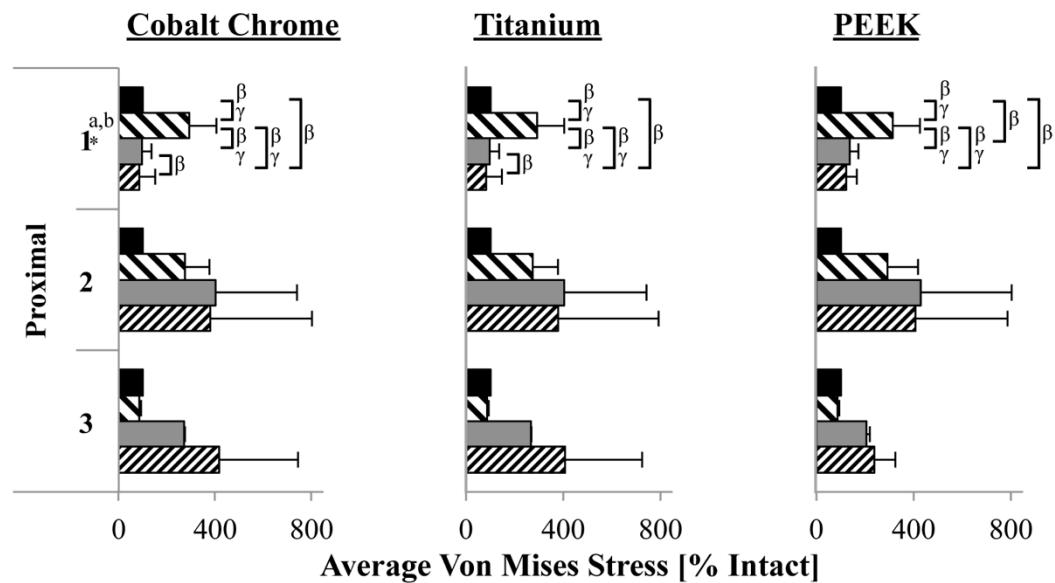 Cobalt Chrome Titanium PEEK
Proximal
1*a,b
β
γ
β
γ
β
β
γ
β
β
γ
β
γ
β
β
γ
β
β
γ
β
γ
β
γ
β
β
2
3
0 400 800 0 400 800 0 400 800
Average Von Mises Stress [% Intact]